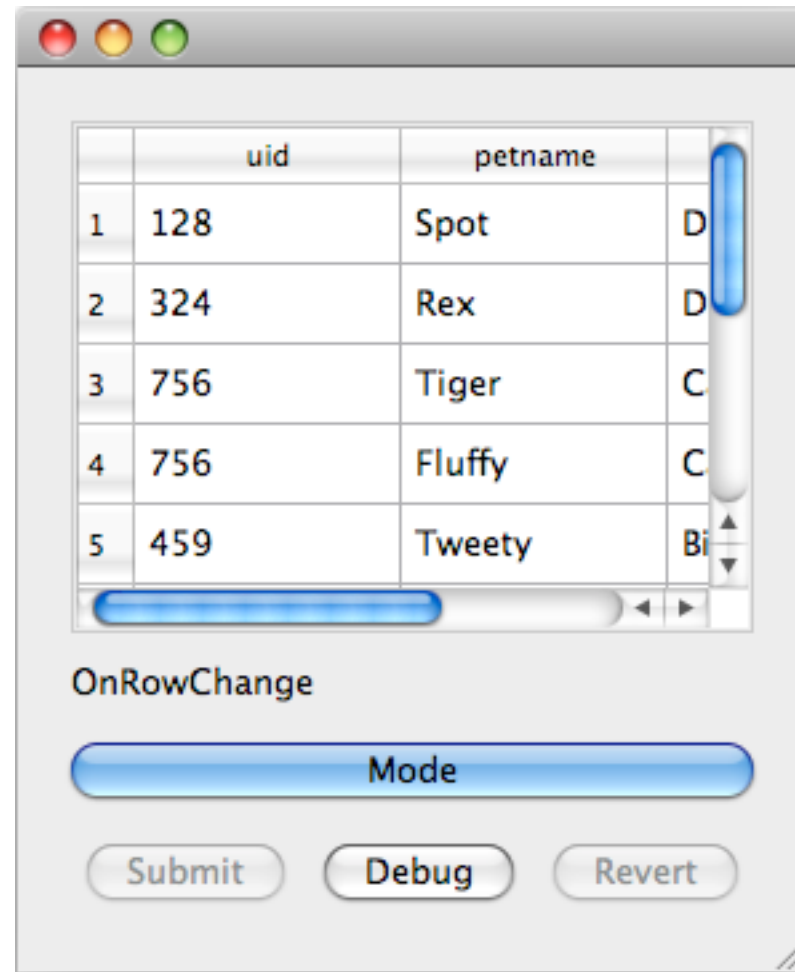 uid petname
1 128 Spot D
2 324 Rex D
3 756 Tiger C
4 756 Fluffy C
5 459 Tweety Bi
OnRowChange
Mode
Submit Debug Revert